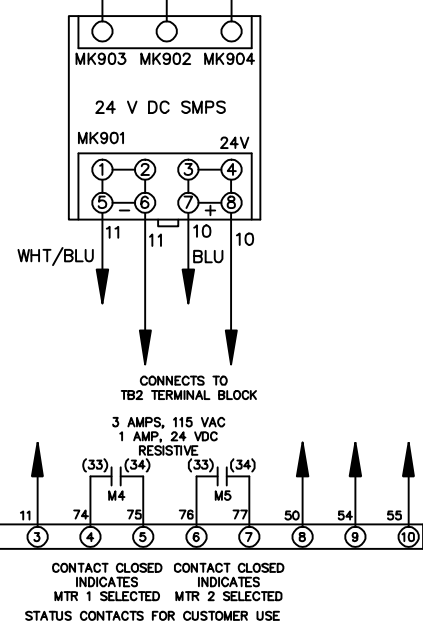 MK903 MK902 MK904
24 V DC SMPS
MK901
24V
1 2 3 4
5 - 6 7 + 8
11 11 10 10
WHT/BLU BLU
CONNECTS TO
TB2 TERMINAL BLOCK
3 AMPS, 115 VAC
1 AMP, 24 VDC
RESISTIVE
(33) (34) (33) (34)
M4 M5
11 74 75 76 77 50 54 55
3 4 5 6 7 8 9 10
CONTACT CLOSED CONTACT CLOSED
INDICATES INDICATES
MTR 1 SELECTED MTR 2 SELECTED
STATUS CONTACTS FOR CUSTOMER USE